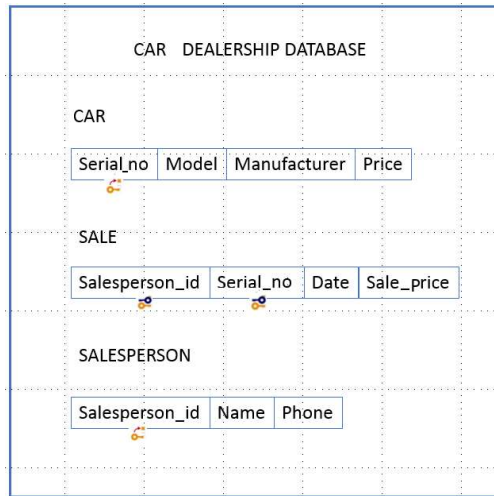 CAR DEALERSHIP DATABASE
CAR
Serial_no Model Manufacturer Price
SALE
Salesperson_id Serial_no Date Sale_price
SALESPERSON
Salesperson_id Name Phone